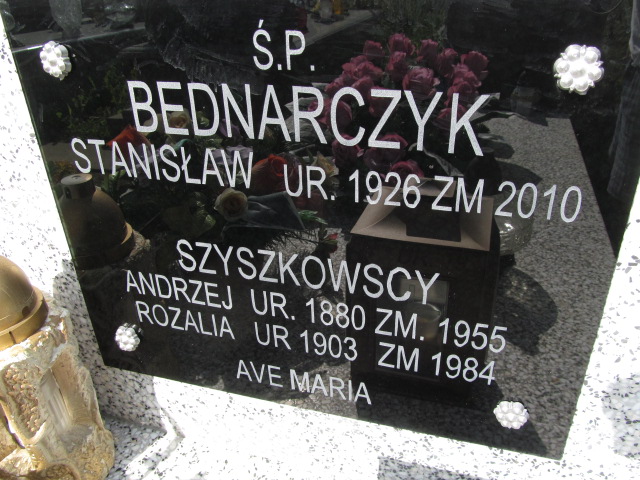 Ś.P.
BEDNARCZYK
STANISŁAW UR. 1926 ZM 2010
SZYSZKOWSCY
ANDRZEJ UR. 1880 ZM. 1955
ROZALIA UR 1903 ZM 1984
AVE MARIA